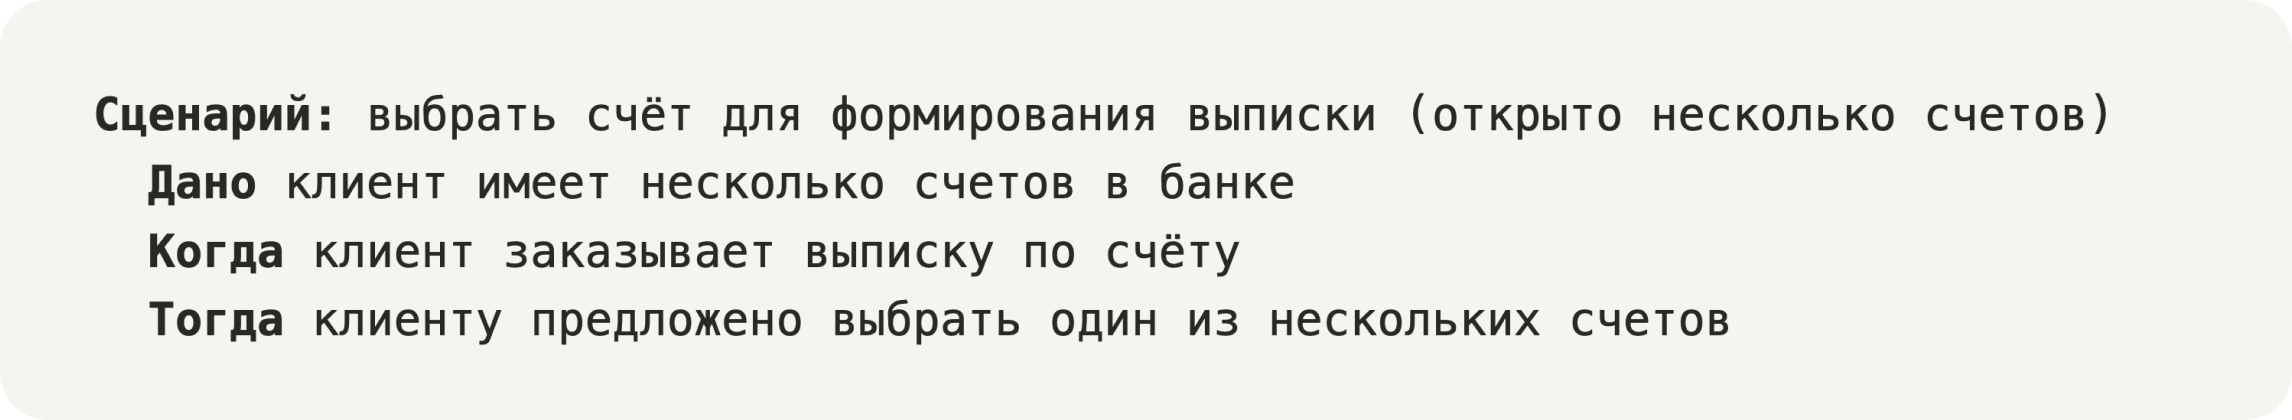 Сценарий: выбрать счёт для формирования выписки (открыто несколько счетов)
Дано клиент имеет несколько счетов в банке
Когда клиент заказывает выписку по счёту
Тогда клиенту предложено выбрать один из нескольких счетов